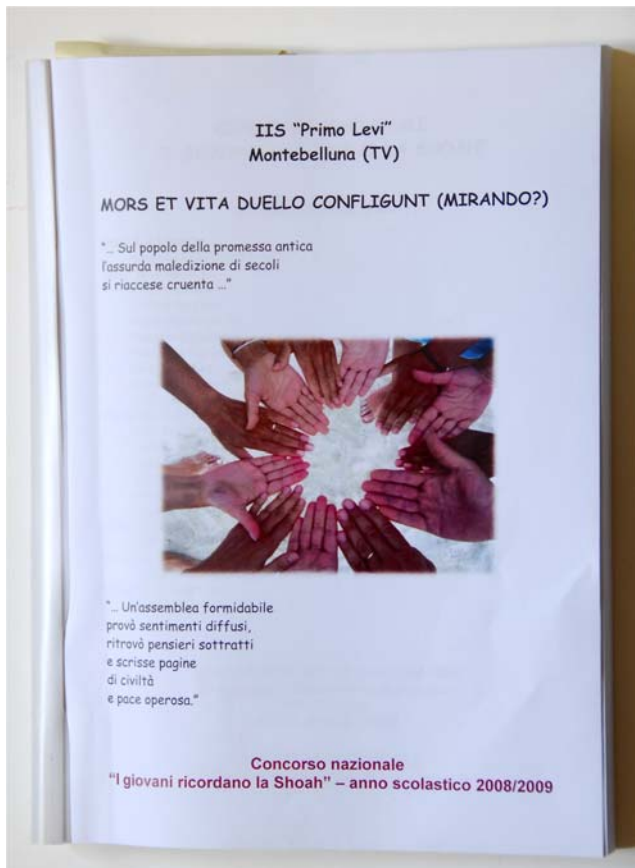 IIS “Primo Levi”
Montebelluna (TV)
MORS ET VITA DUELLO CONFLIGUNT (MIRANDO?)
“… Sul popolo della promessa antica
l’assurda maledizione di secoli
si riaccese cruenta …”
“… Un’assemblea formidabile
provò sentimenti diffusi,
ritrovò pensieri sottratti
e scrisse pagine
di civiltà
e pace operosa.”
Concorso nazionale
“I giovani ricordano la Shoah” – anno scolastico 2008/2009